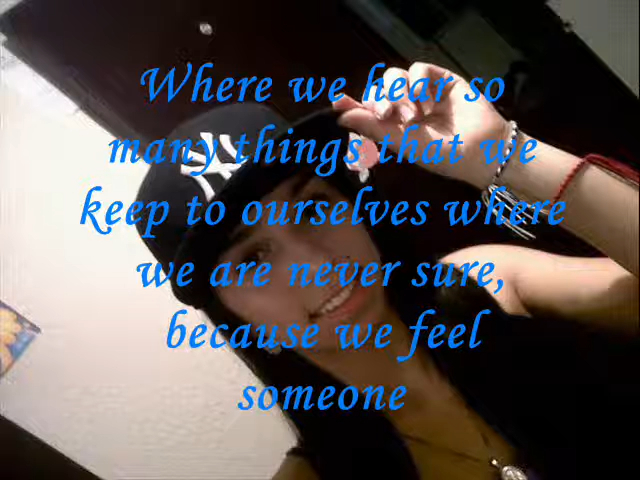 Where we hear so
many things that we
keep to ourselves where
we are never sure,
because we feel
someone
NY